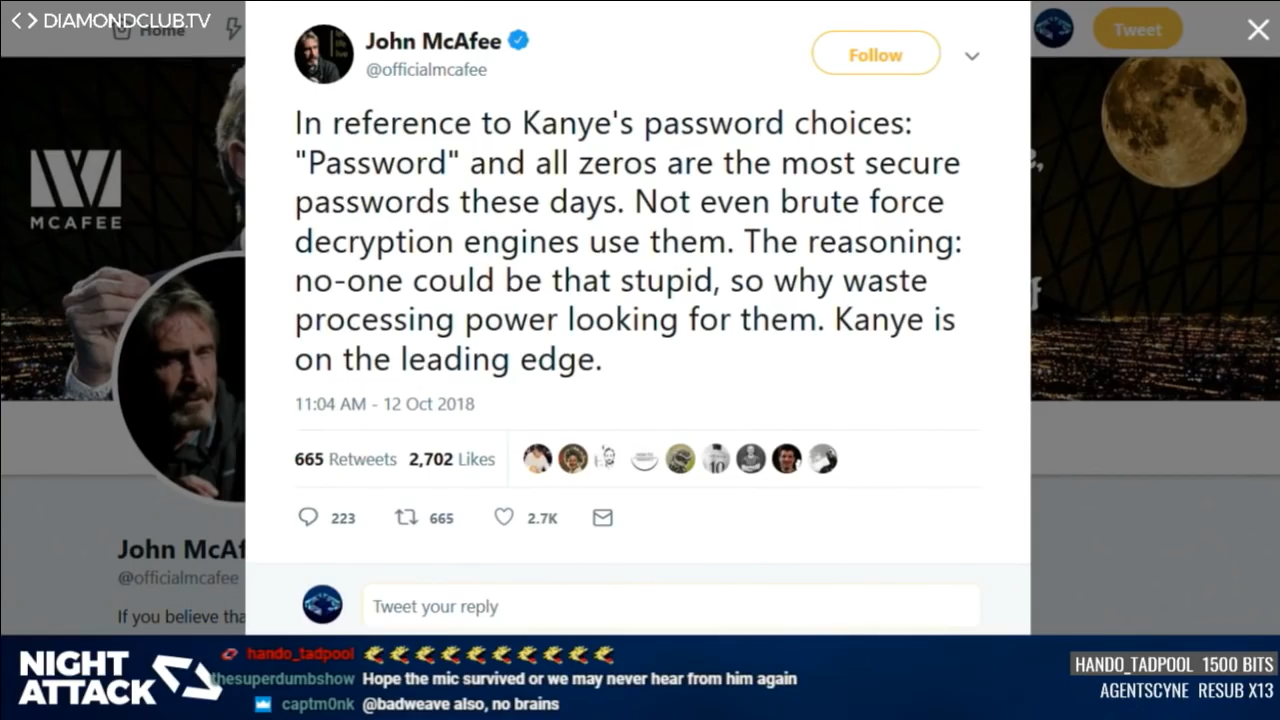 <> DIAMONDCLUB.TV
Home
Tweet
John McAfee
@officialmcafee
Follow
In reference to Kanye's password choices:
"Password" and all zeros are the most secure
passwords these days. Not even brute force
decryption engines use them. The reasoning:
no-one could be that stupid, so why waste
processing power looking for them. Kanye is
on the leading edge.
11:04 AM - 12 Oct 2018
665 Retweets 2,702 Likes
10
223 665 2.7K
MCAFEE
John McAf
@officialmcafee
If you believe tha
Tweet your reply
NIGHT
ATTACK
hando_tadpool
thesuperdumbshow Hope the mic survived or we may never hear from him again
captm0nk @badweave also, no brains
HANDO_TADPOOL 1500 BITS
AGENTSCYNE RESUB X13